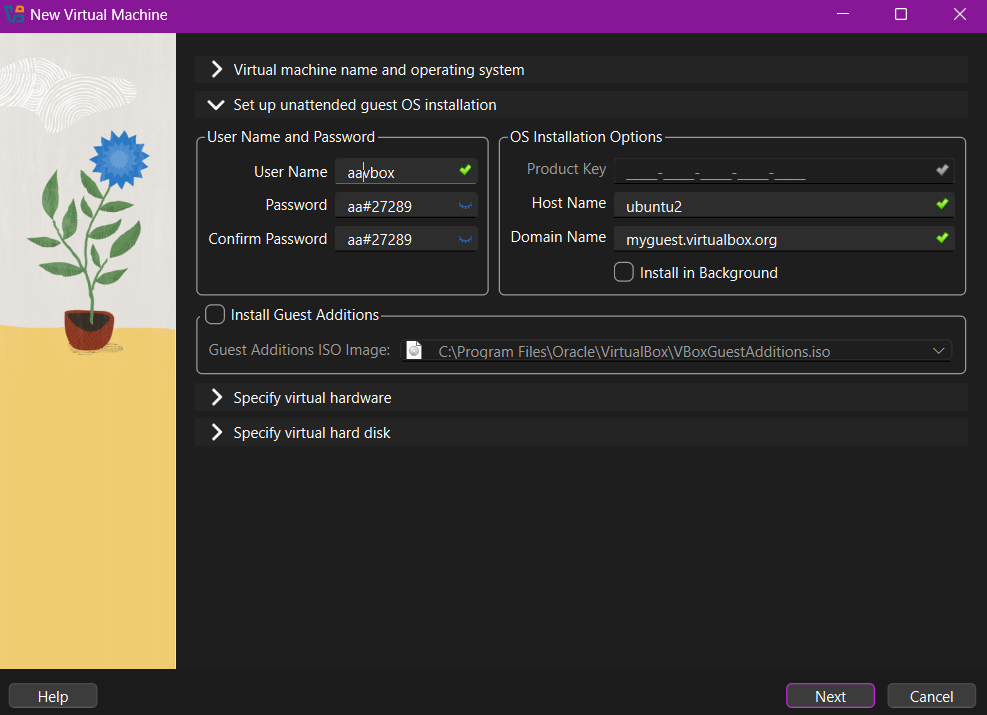 New Virtual Machine
Virtual machine name and operating system
Set up unattended guest OS installation
User Name and Password
User Name aavbox
Password aa#27289
Confirm Password aa#27289
OS Installation Options
Product Key _____-_____-_____-_____-_____
Host Name ubuntu2
Domain Name myguest.virtualbox.org
Install in Background
Install Guest Additions
Guest Additions ISO Image: C:\Program Files\Oracle\VirtualBox\VBoxGuestAdditions.iso
Specify virtual hardware
Specify virtual hard disk
Help Next Cancel